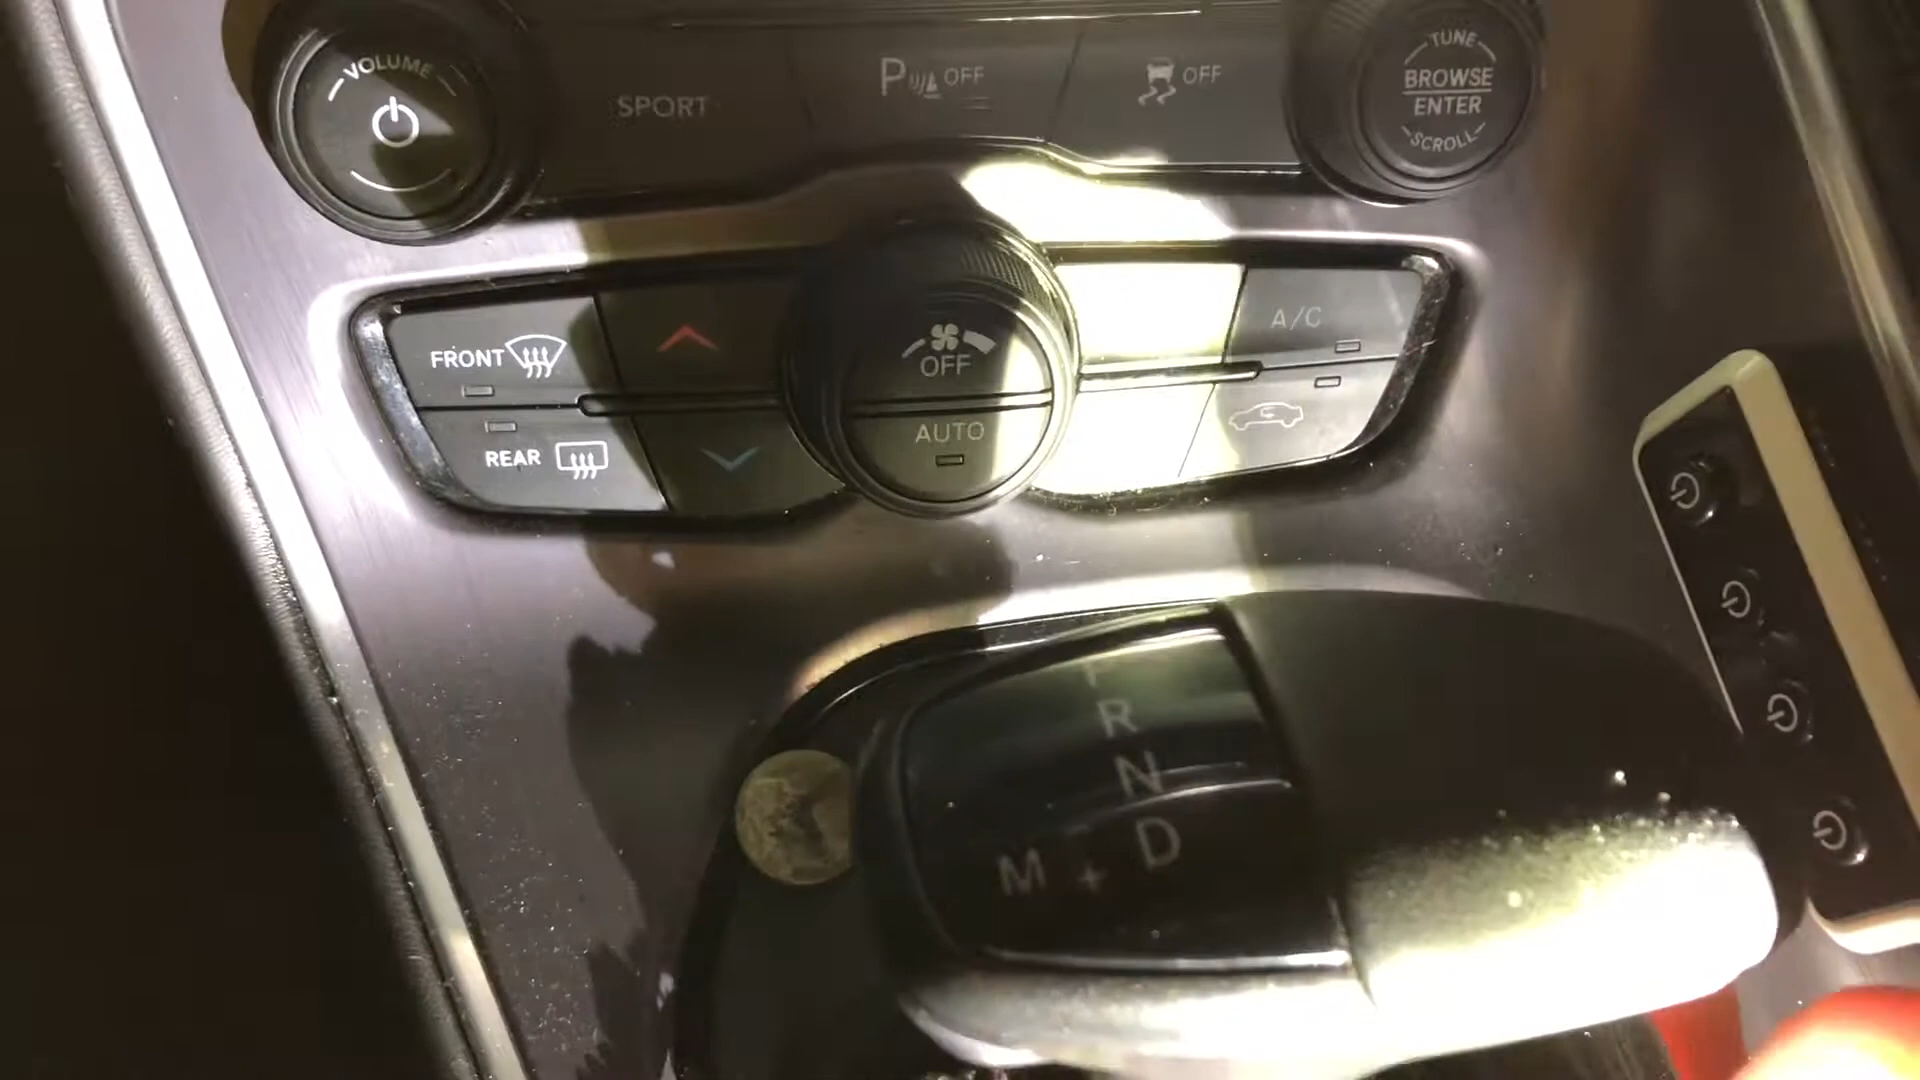 VOLUME
SPORT
P OFF
OFF
TUNE
BROWSE
ENTER
SCROLL
FRONT
OFF
A/C
REAR
AUTO
R
N
D
M +